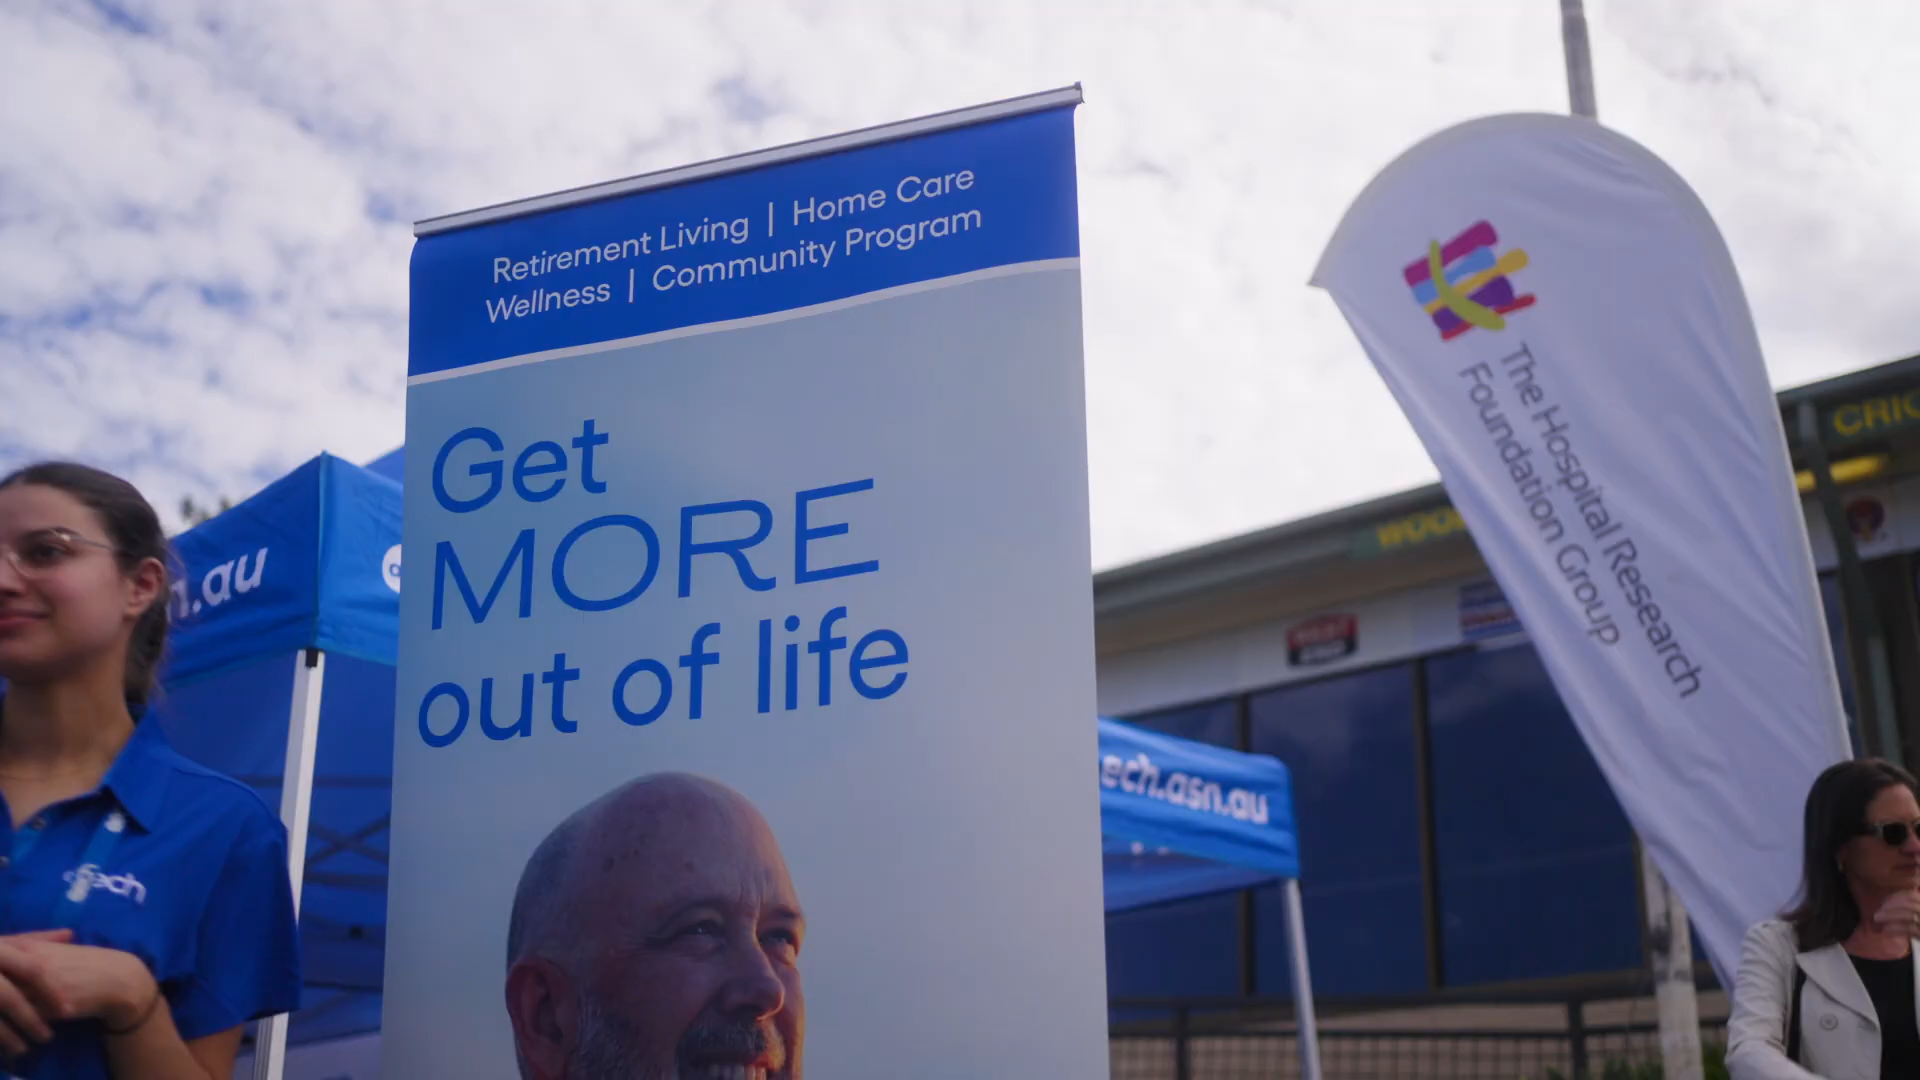 Retirement Living | Home Care
Wellness | Community Program
Get
MORE
out of life
The Hospital Research
Foundation Group
ech.asn.au
.au
ech